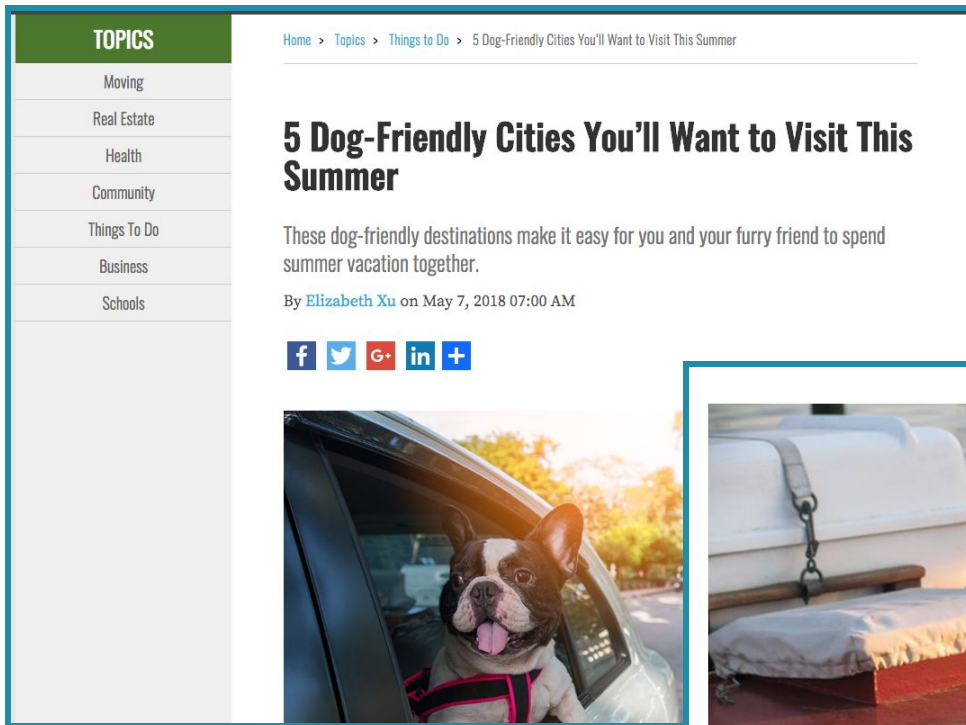 TOPICS
Moving
Real Estate
Health
Community
Things To Do
Business
Schools
Home > Topics > Things to Do > 5 Dog-Friendly Cities You'll Want to Visit This Summer
5 Dog-Friendly Cities You'll Want to Visit This
Summer
These dog-friendly destinations make it easy for you and your furry friend to spend
summer vacation together.
By Elizabeth Xu on May 7, 2018 07:00 AM
f G+ in +